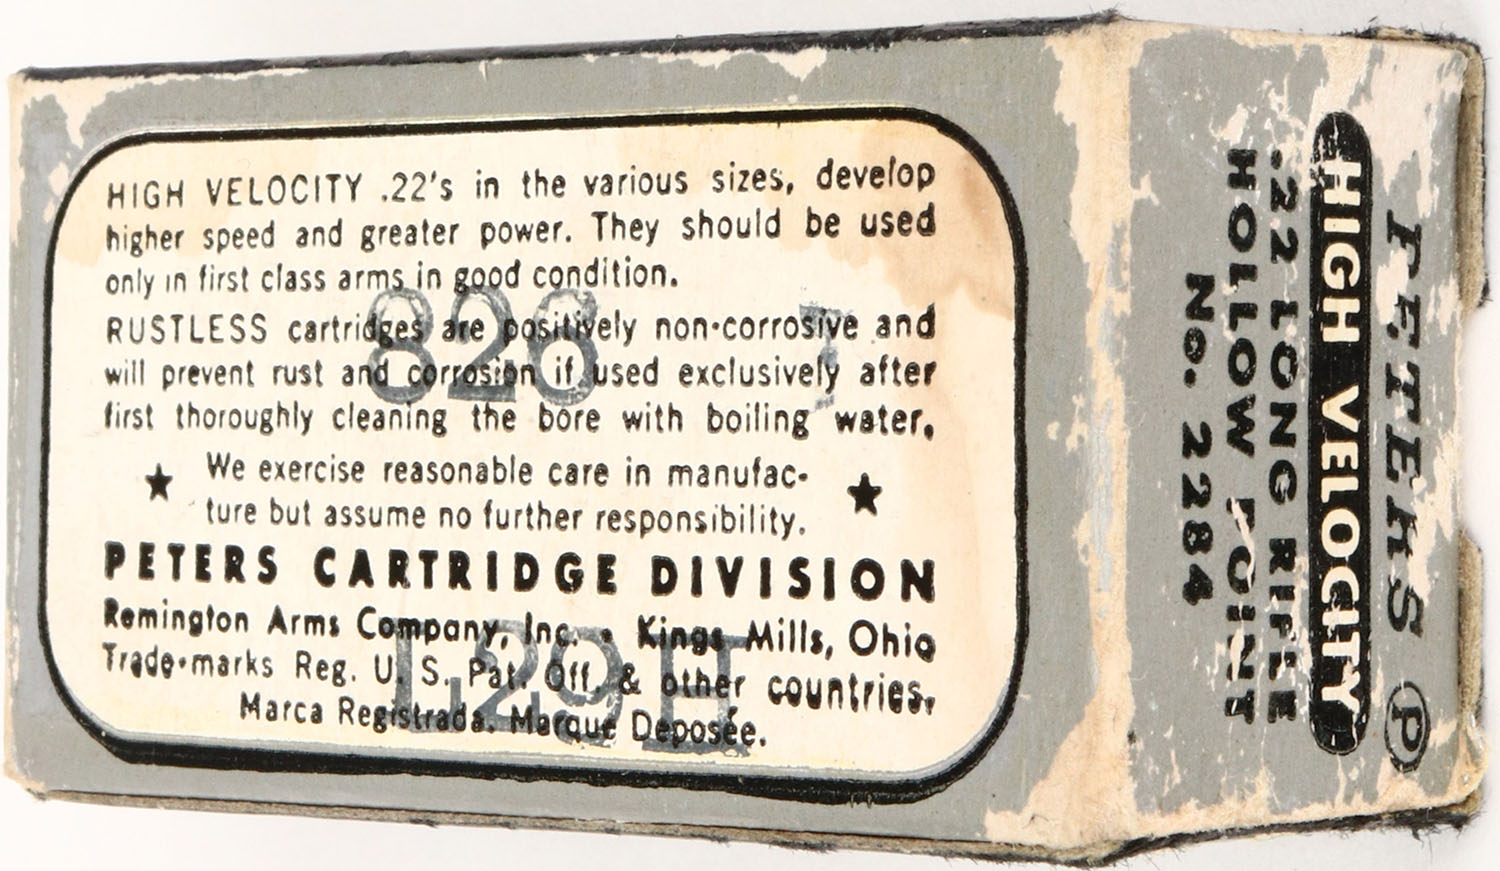 HIGH VELOCITY .22's in the various sizes, develop
higher speed and greater power. They should be used
only in first class arms in good condition.
RUSTLESS cartridges are positively non-corrosive and
will prevent rust and corrosion if used exclusively after
first thoroughly cleaning the bore with boiling water.
★ We exercise reasonable care in manufac-
ture but assume no further responsibility. ★
PETERS CARTRIDGE DIVISION
Remington Arms Company, Inc. • Kings Mills, Ohio
Trade-marks Reg. U. S. Pat. Off. & other countries.
Marca Registrada. Marque Deposée.
826 J
L29H
PETERS P
HIGH VELOCITY
.22 LONG RIFLE
HOLLOW POINT
No. 2284